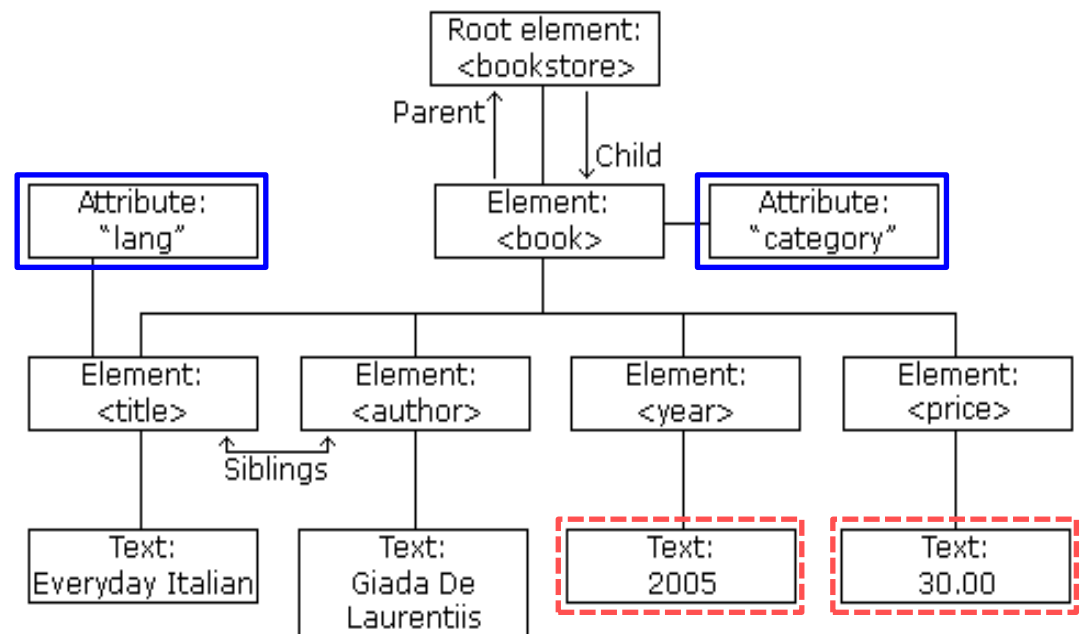 Root element:
<bookstore>
Parent
Child
Attribute:
"lang"
Element:
<book>
Attribute:
"category"
Element:
<title>
Element:
<author>
Element:
<year>
Element:
<price>
Siblings
Text:
Everyday Italian
Text:
Giada De
Laurentiis
Text:
2005
Text:
30.00